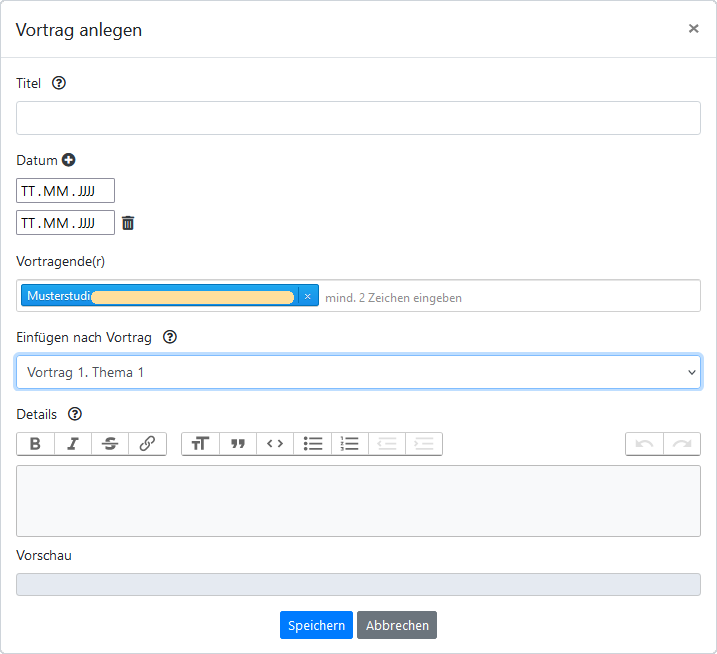 Vortrag anlegen ×
Titel ?
Datum +
TT.MM.JJJJ
TT.MM.JJJJ
Vortragende(r)
Musterstudi × mind. 2 Zeichen eingeben
Einfügen nach Vortrag ?
Vortrag 1. Thema 1
Details ?
B I S TT " <>
Vorschau
Speichern Abbrechen